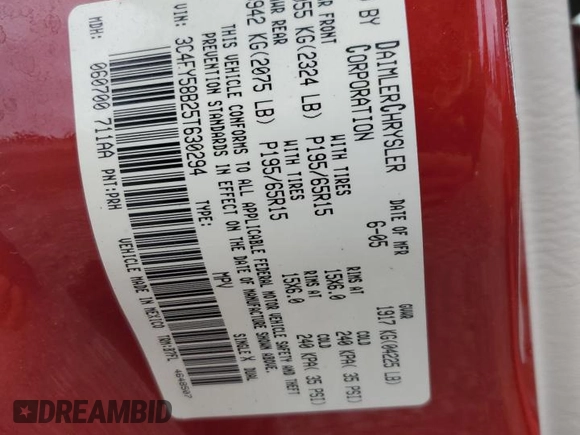 D BY DAIMLERCHRYSLER CORPORATION
DATE OF MFR 6-05
GVWR 1917 KG(04225 LB)
R FRONT 055 KG(2324 LB)
WITH TIRES P195/65R15
RIMS AT 15X6.0
COLD 240 KPA( 35 PSI)
WR REAR 942 KG(2075 LB)
WITH TIRES P195/65R15
RIMS AT 15X6.0
COLD 240 KPA( 35 PSI)
THIS VEHICLE CONFORMS TO ALL APPLICABLE FEDERAL MOTOR VEHICLE SAFETY AND THEFT
PREVENTION STANDARDS IN EFFECT ON THE DATE OF MANUFACTURE SHOWN ABOVE.
VIN: 3C4FY58B25T630294 TYPE: MPV SINGLE X DUAL
MDH: 060700 711AA PNT:PRH
VEHICLE MADE IN MEXICO
DREAMBID